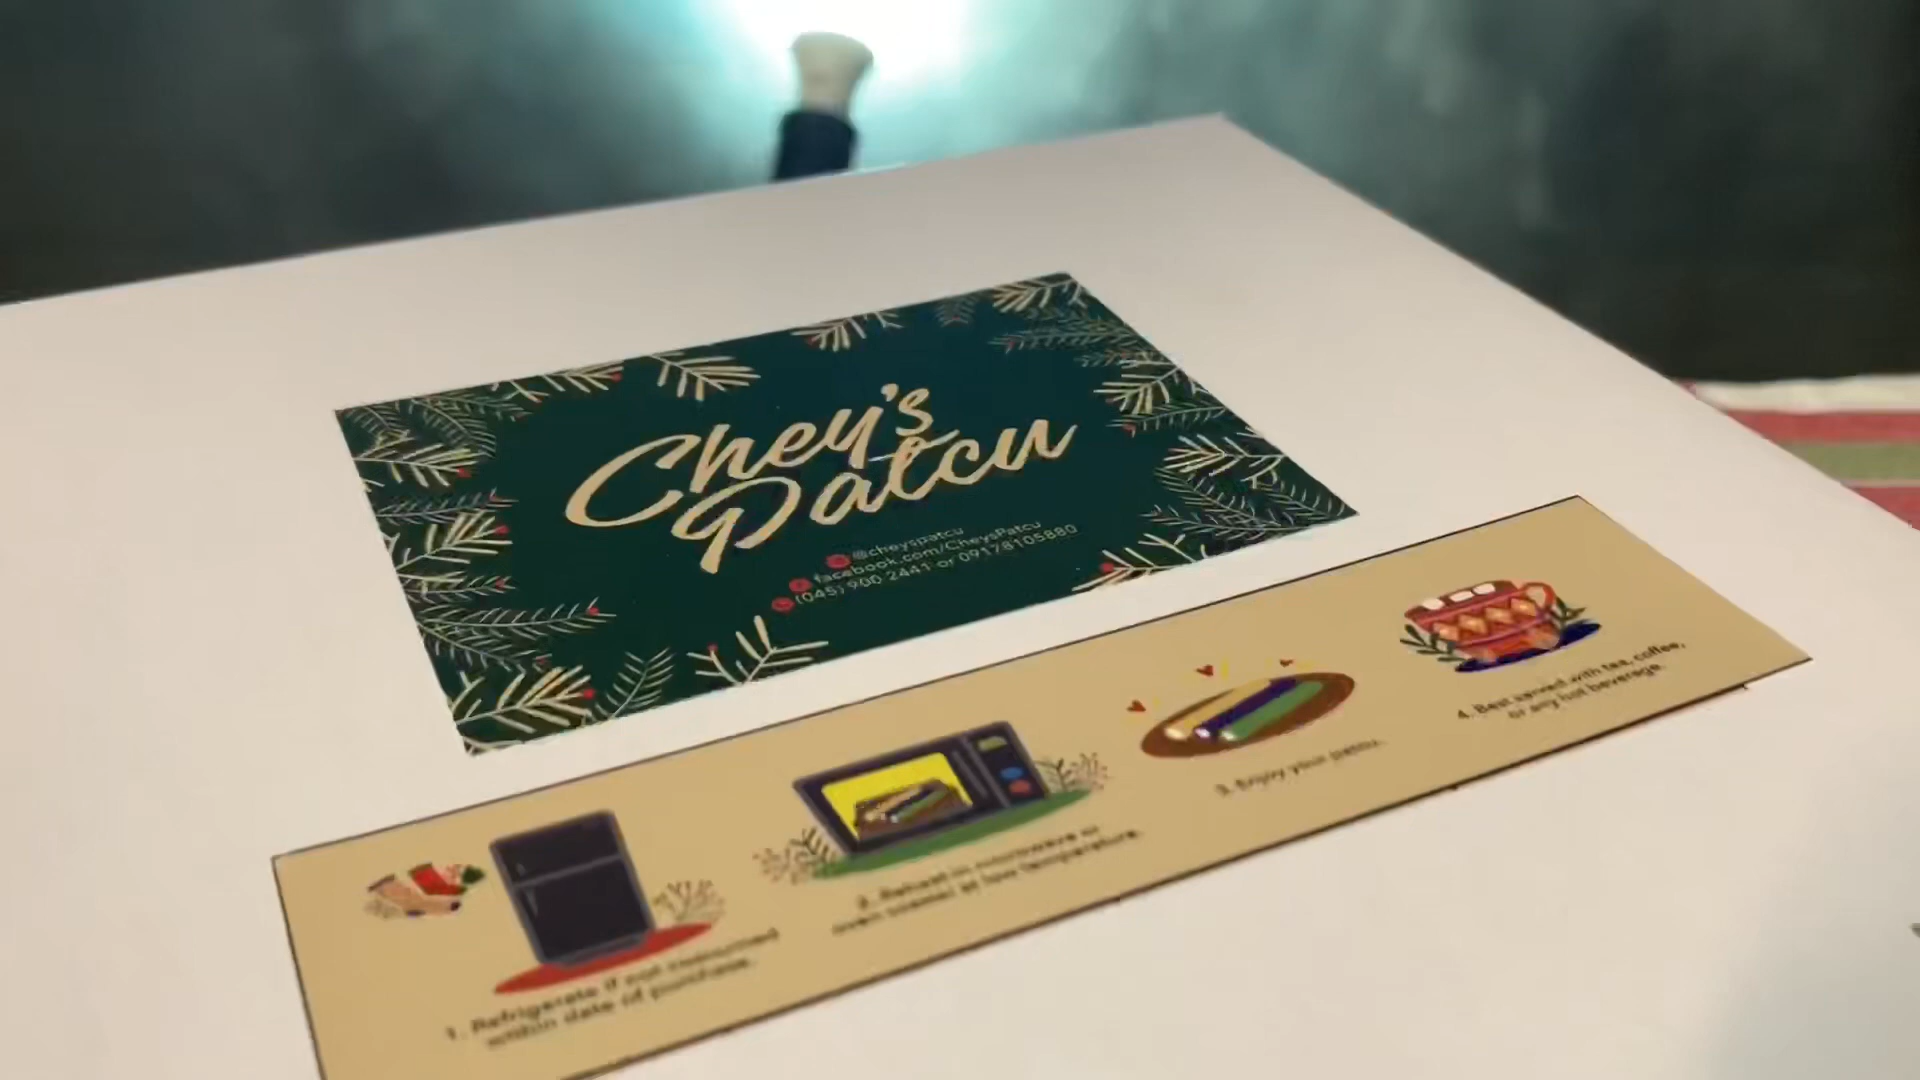 Chey's
Patcu
@cheyspatcu
facebook.com/CheysPatcu
(045) 900 2441 or 09178105880
1. Refrigerate if not consumed
within date of purchase.
2. Reheat in microwave or
oven toaster at low temperature.
3. Enjoy your patcu.
4. Best served with tea, coffee,
or any hot beverage.